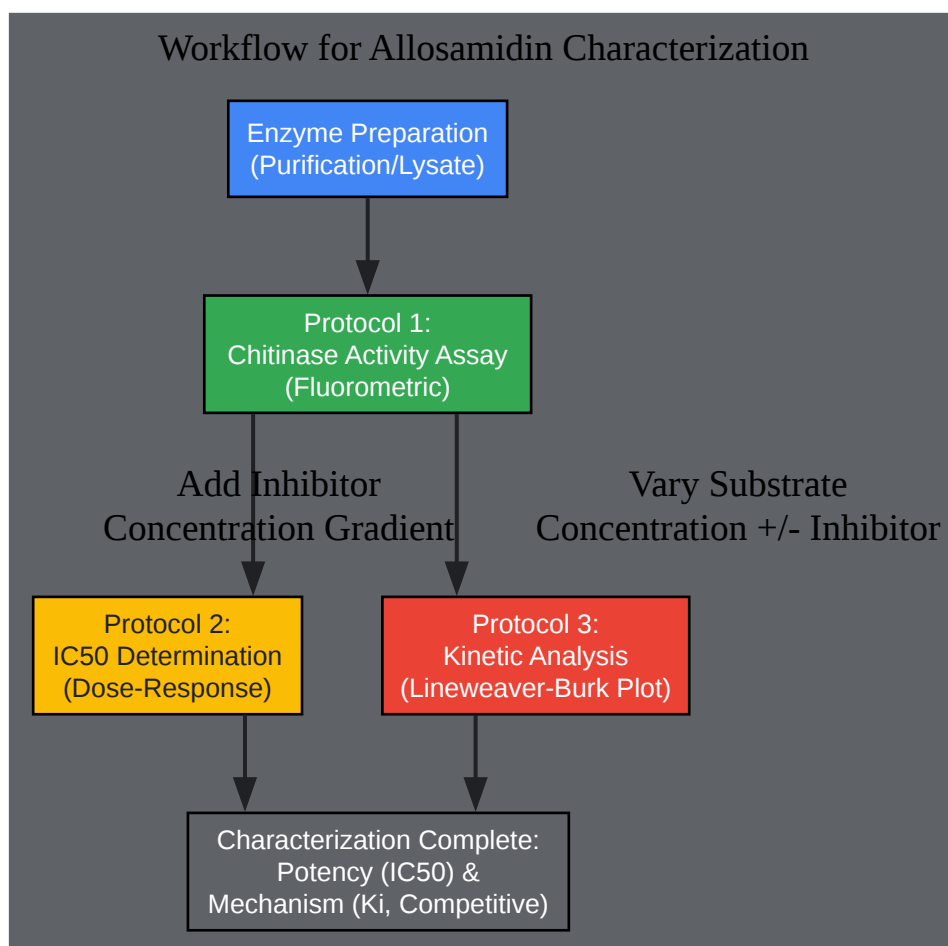 Workflow for Allosamidin Characterization
Enzyme Preparation
(Purification/Lysate)
Protocol 1:
Chitinase Activity Assay
(Fluorometric)
Add Inhibitor
Concentration Gradient
Vary Substrate
Concentration +/- Inhibitor
Protocol 2:
IC50 Determination
(Dose-Response)
Protocol 3:
Kinetic Analysis
(Lineweaver-Burk Plot)
Characterization Complete:
Potency (IC50) &
Mechanism (Ki, Competitive)